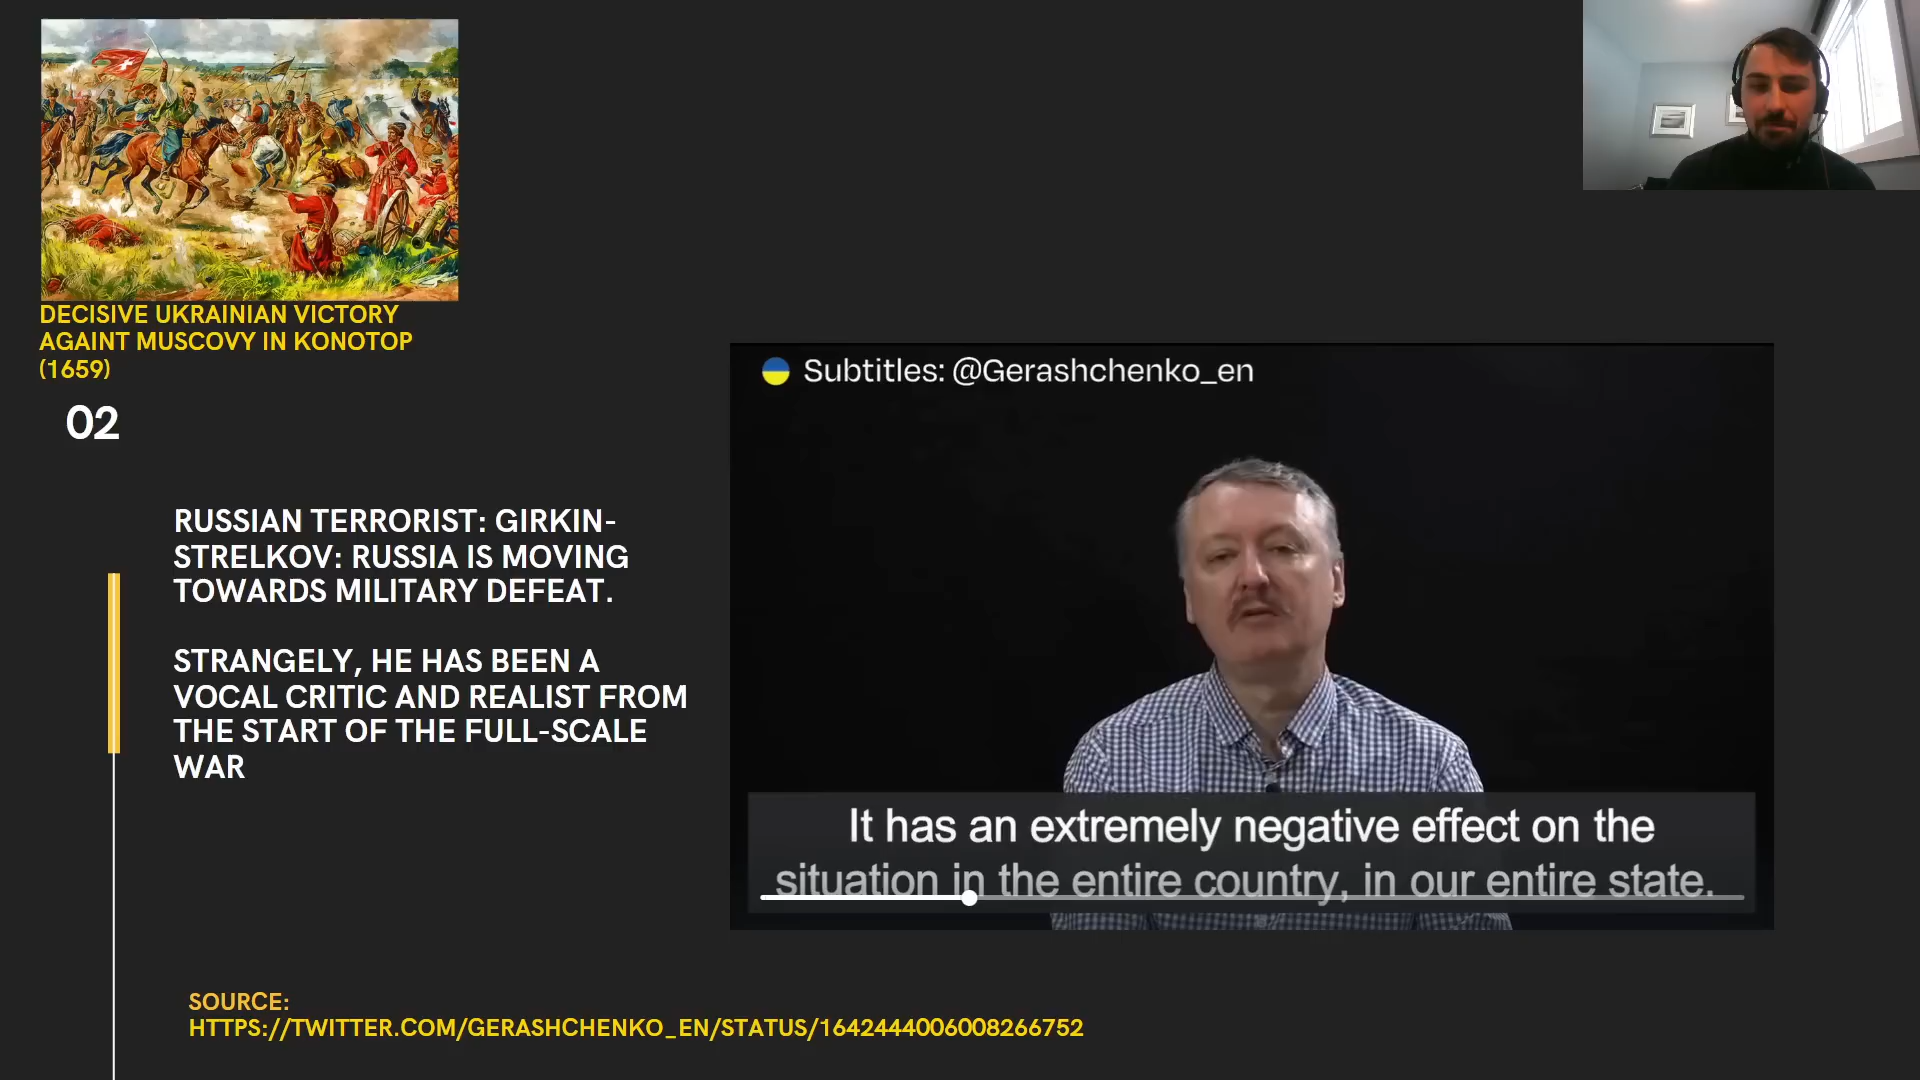 DECISIVE UKRAINIAN VICTORY
AGAINT MUSCOVY IN KONOTOP
(1659)
02
RUSSIAN TERRORIST: GIRKIN-
STRELKOV: RUSSIA IS MOVING
TOWARDS MILITARY DEFEAT.
STRANGELY, HE HAS BEEN A
VOCAL CRITIC AND REALIST FROM
THE START OF THE FULL-SCALE
WAR
Subtitles: @Gerashchenko_en
It has an extremely negative effect on the
situation in the entire country, in our entire state.
SOURCE:
HTTPS://TWITTER.COM/GERASHCHENKO_EN/STATUS/1642444006008266752